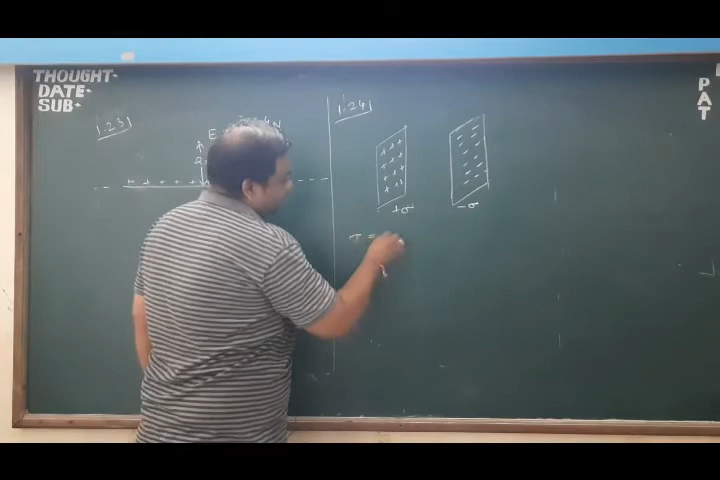 THOUGHT-
DATE-
SUB-
P
A
T
1.23)
E
1.24)
+ + +
+ + +
+ + +
+ + +
+σ
-σ
σ =